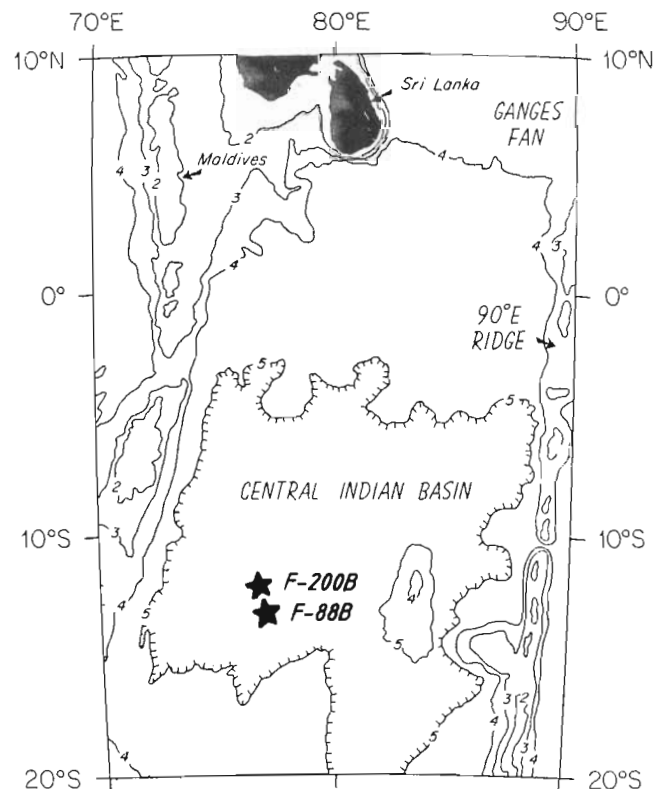 70°E 80°E 90°E
10°N 10°N
Sri Lanka
GANGES
FAN
2 2 4
4 3 2
Maldives
3
4
4 3
0° 0°
90°E
RIDGE
5 5
CENTRAL INDIAN BASIN
2
3
10°S 10°S
F-200B
4
F-88B
4 5
5
3 2
4
5
3
4 4
20°S 20°S